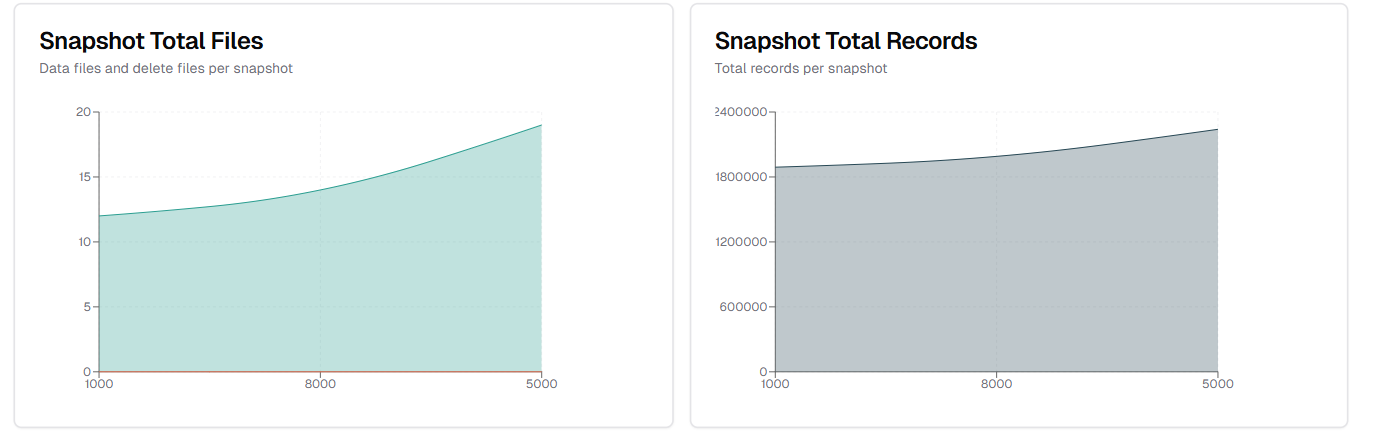 Snapshot Total Files
Data files and delete files per snapshot
20
15
10
5
0
1000 8000 5000
Snapshot Total Records
Total records per snapshot
2400000
1800000
1200000
600000
0
1000 8000 5000